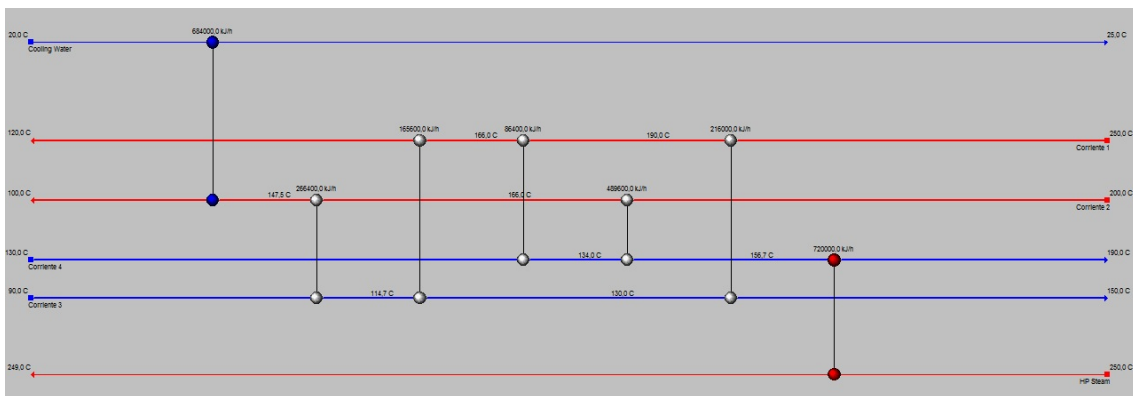 684000,0 kJ/h
20,0 C
25,0 C
Cooling Water
165600,0 kJ/h
86400,0 kJ/h
216000,0 kJ/h
120,0 C
166,0 C
190,0 C
250,0 C
Corriente 1
266400,0 kJ/h
489600,0 kJ/h
100,0 C
147,5 C
166,0 C
200,0 C
Corriente 2
720000,0 kJ/h
130,0 C
134,0 C
156,7 C
190,0 C
Corriente 4
90,0 C
114,7 C
130,0 C
150,0 C
Corriente 3
249,0 C
250,0 C
HP Steam